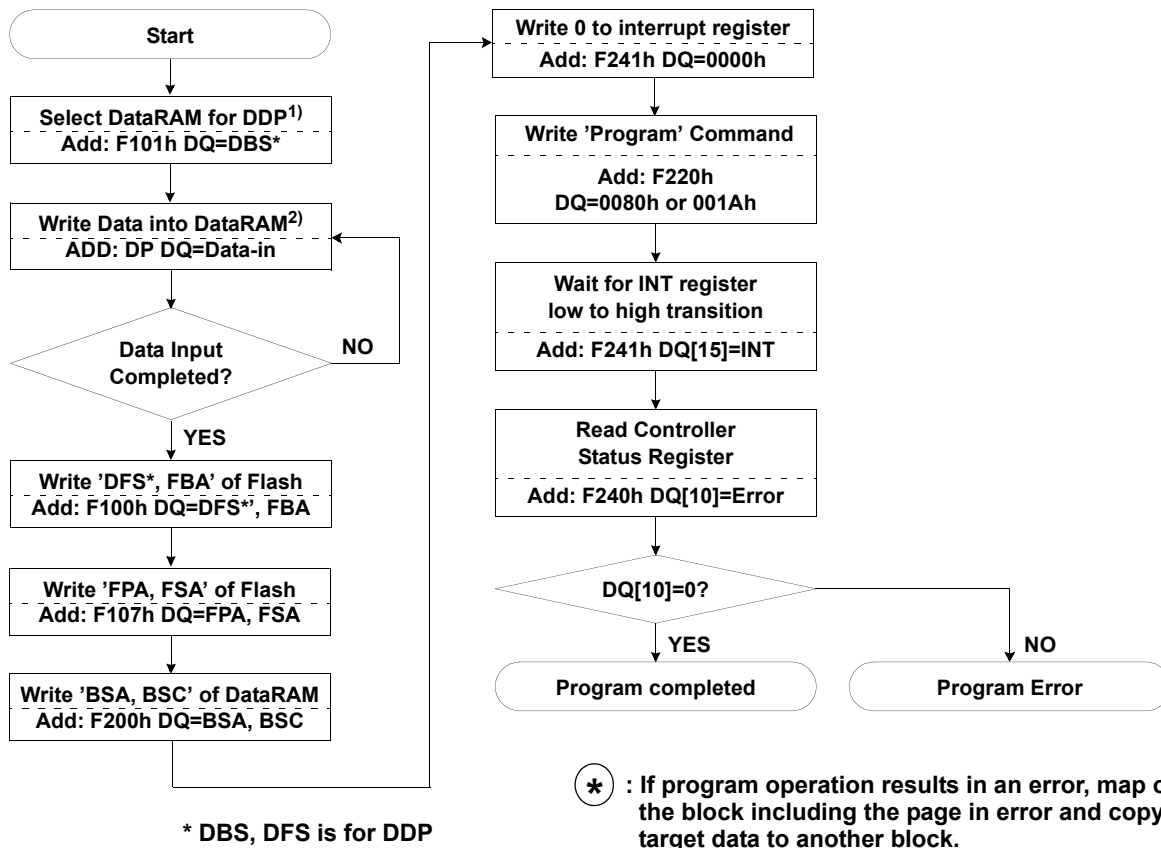 Start
Select DataRAM for DDP1)
Add: F101h DQ=DBS*
Write Data into DataRAM2)
ADD: DP DQ=Data-in
Data Input
Completed?
NO
YES
Write ’DFS*, FBA’ of Flash
Add: F100h DQ=DFS*’, FBA
Write ’FPA, FSA’ of Flash
Add: F107h DQ=FPA, FSA
Write ’BSA, BSC’ of DataRAM
Add: F200h DQ=BSA, BSC
Write 0 to interrupt register
Add: F241h DQ=0000h
Write ’Program’ Command
Add: F220h
DQ=0080h or 001Ah
Wait for INT register
low to high transition
Add: F241h DQ[15]=INT
Read Controller
Status Register
Add: F240h DQ[10]=Error
DQ[10]=0?
YES
NO
Program completed
Program Error
* : If program operation results in an error, map
the block including the page in error and copy
target data to another block.
* DBS, DFS is for DDP